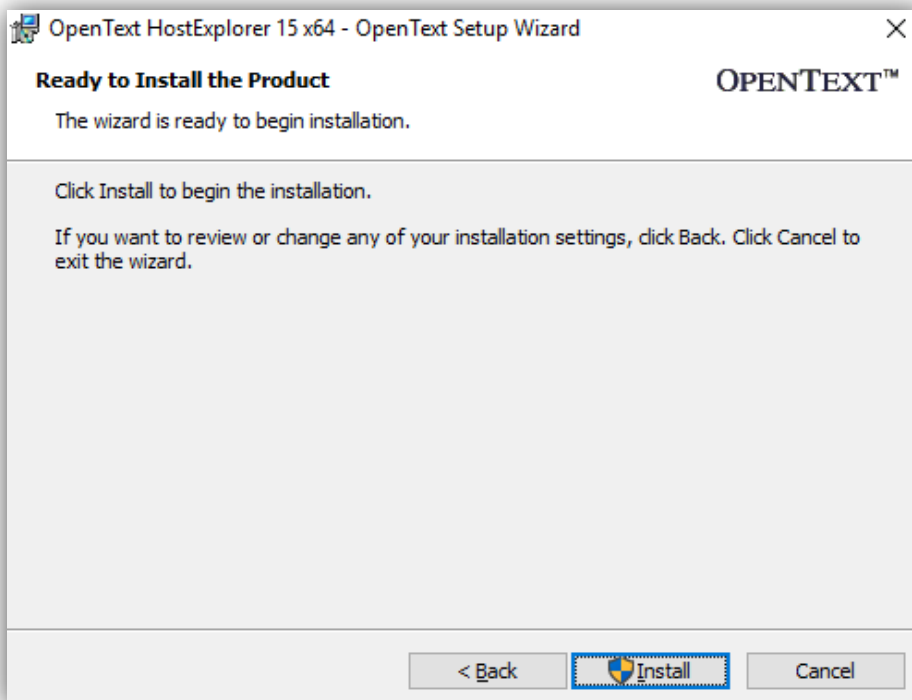 OpenText HostExplorer 15 x64 - OpenText Setup Wizard
Ready to Install the Product
OPENTEXT™
The wizard is ready to begin installation.
Click Install to begin the installation.
If you want to review or change any of your installation settings, click Back. Click Cancel to
exit the wizard.
< Back
Install
Cancel